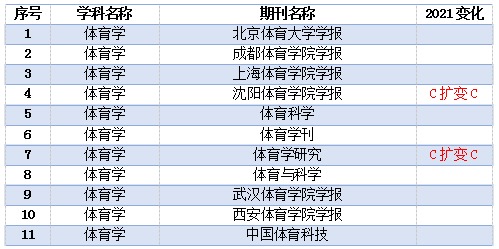 序号 学科名称 期刊名称 2021 变化
1 体育学 北京体育大学学报
2 体育学 成都体育学院学报
3 体育学 上海体育学院学报
4 体育学 沈阳体育学院学报 C 扩变 C
5 体育学 体育科学
6 体育学 体育学刊
7 体育学 体育学研究 C 扩变 C
8 体育学 体育与科学
9 体育学 武汉体育学院学报
10 体育学 西安体育学院学报
11 体育学 中国体育科技